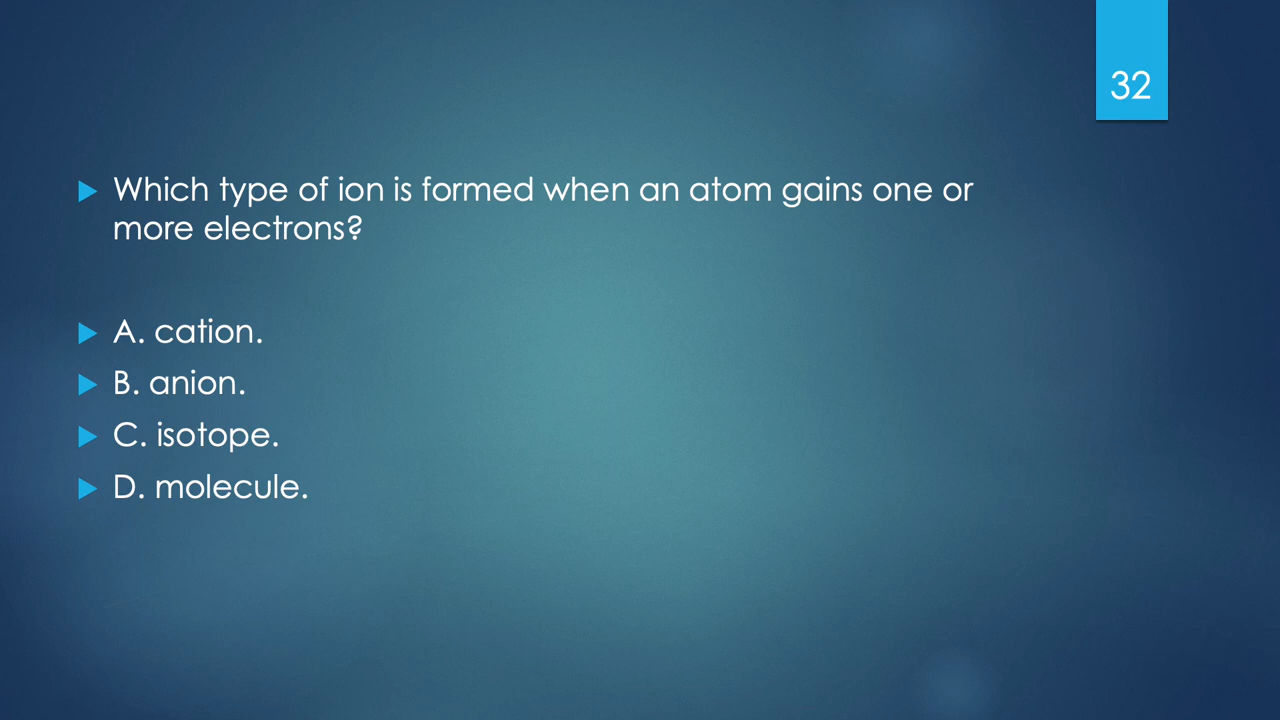 32
Which type of ion is formed when an atom gains one or
more electrons?
A. cation.
B. anion.
C. isotope.
D. molecule.